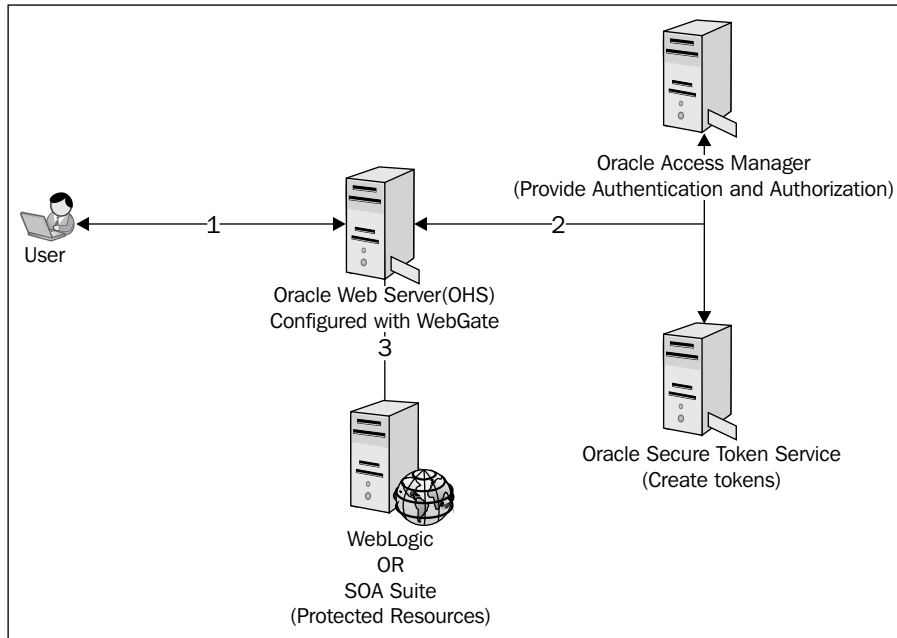 Oracle Access Manager
(Provide Authentication and Authorization)
1
2
User
Oracle Web Server(OHS)
Configured with WebGate
3
Oracle Secure Token Service
(Create tokens)
WebLogic
OR
SOA Suite
(Protected Resources)